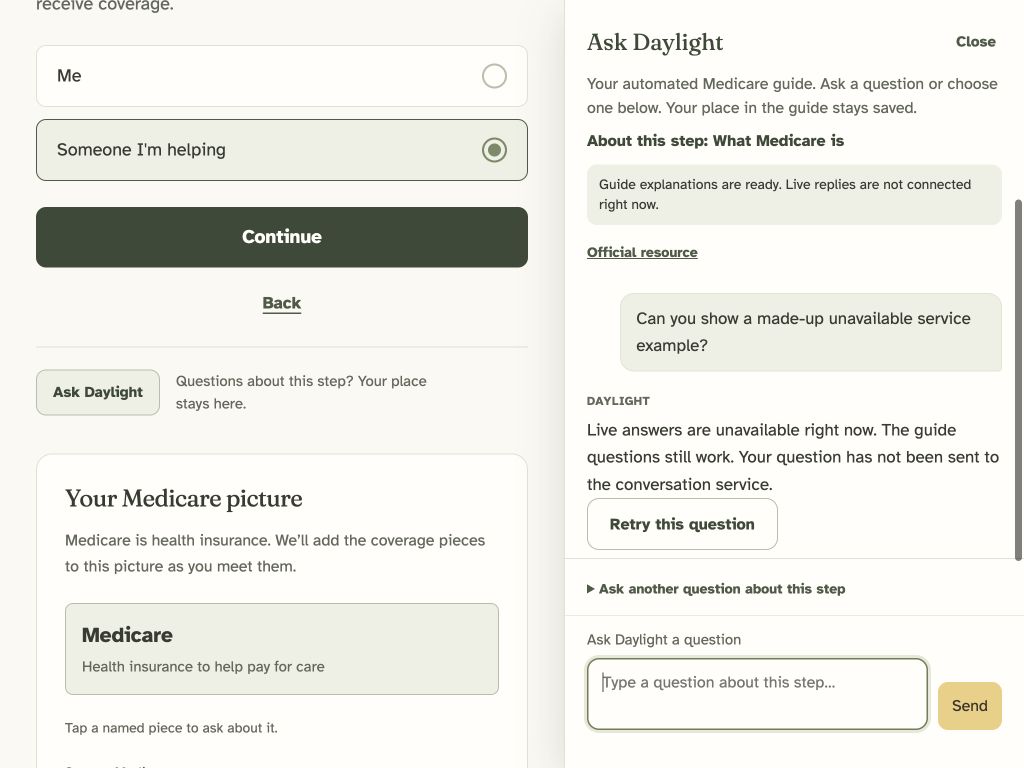 receive coverage.
Me
Someone I'm helping
Continue
Back
Ask Daylight
Questions about this step? Your place
stays here.
Your Medicare picture
Medicare is health insurance. We’ll add the coverage pieces
to this picture as you meet them.
Medicare
Health insurance to help pay for care
Tap a named piece to ask about it.
Ask Daylight
Close
Your automated Medicare guide. Ask a question or choose
one below. Your place in the guide stays saved.
About this step: What Medicare is
Guide explanations are ready. Live replies are not connected
right now.
Official resource
Can you show a made-up unavailable service
example?
DAYLIGHT
Live answers are unavailable right now. The guide
questions still work. Your question has not been sent to
the conversation service.
Retry this question
Ask another question about this step
Ask Daylight a question
Type a question about this step...
Send